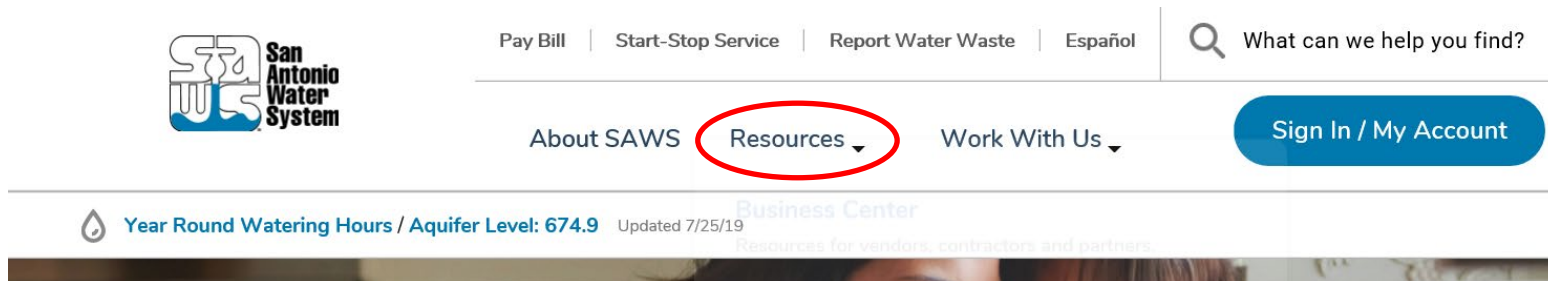 San
Antonio
Water
System
Pay Bill | Start-Stop Service | Report Water Waste | Español
What can we help you find?
About SAWS Resources Work With Us
Sign In / My Account
Year Round Watering Hours / Aquifer Level: 674.9 Updated 7/25/19
Business Center
Resources for vendors, contractors and partners.